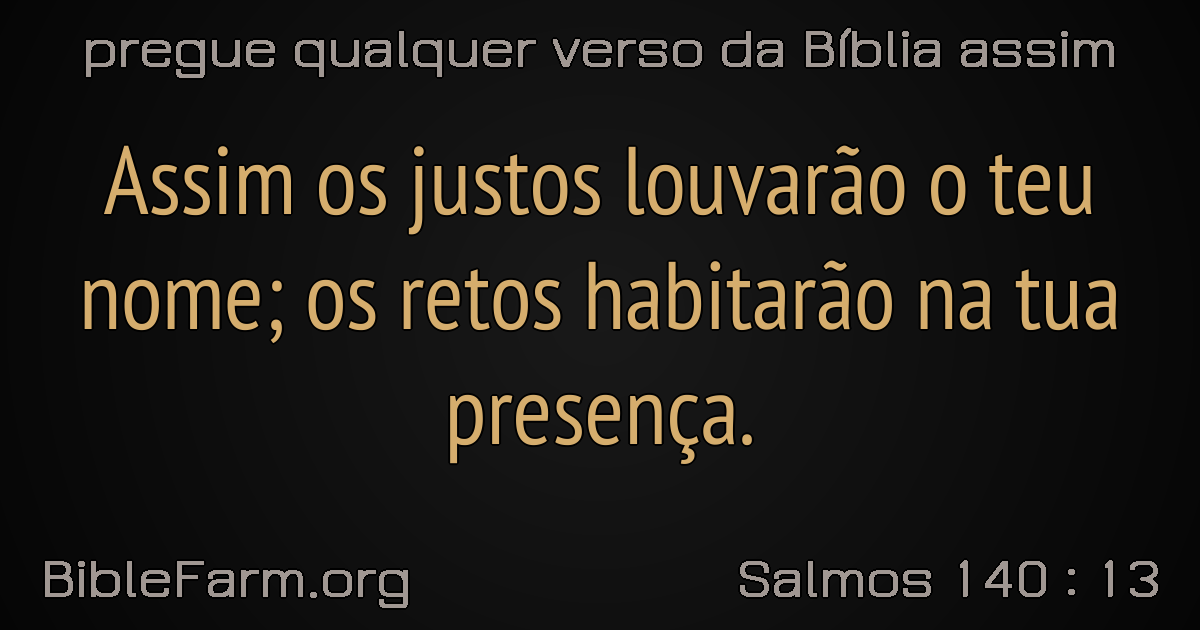 pregue qualquer verso da Bíblia assim
Assim os justos louvarão o teu
nome; os retos habitarão na tua
presença.
BibleFarm.org
Salmos 140 : 13